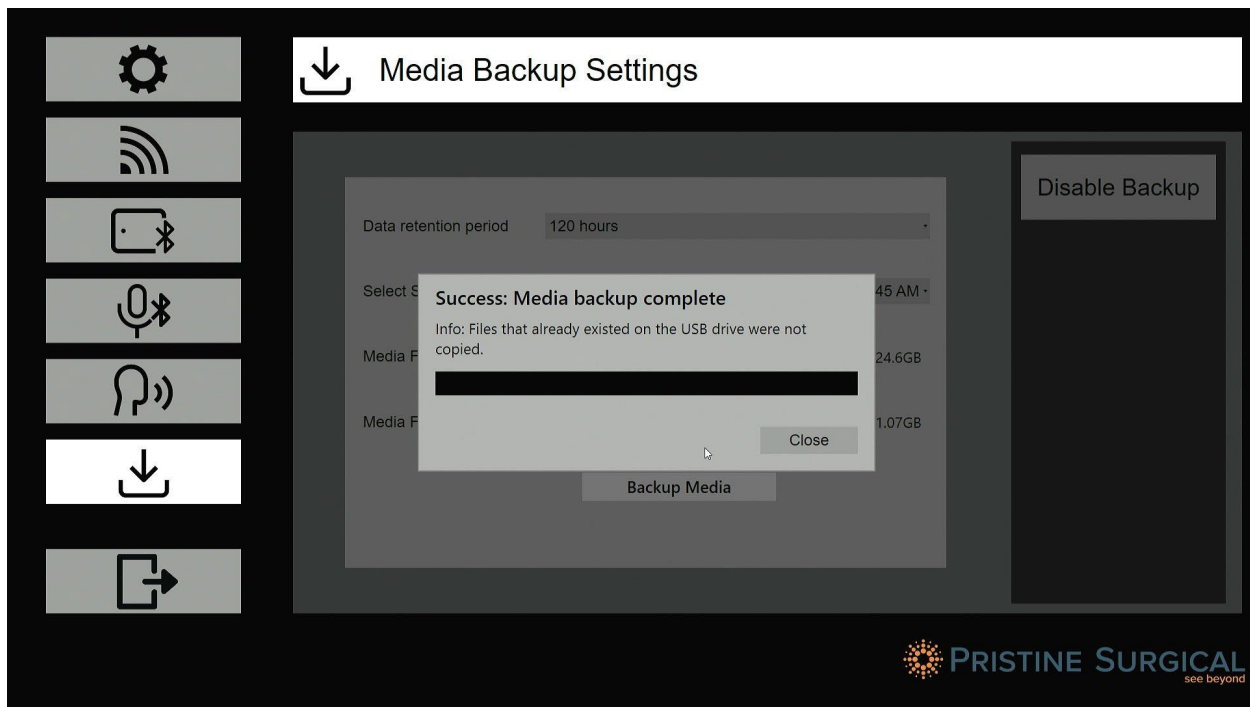 Media Backup Settings
Disable Backup
Data retention period 120 hours
Select S 45 AM
Success: Media backup complete
Info: Files that already existed on the USB drive were not
copied.
Media F 24.6GB
Media F 1.07GB
Close
Backup Media
PRISTINE SURGICAL
see beyond